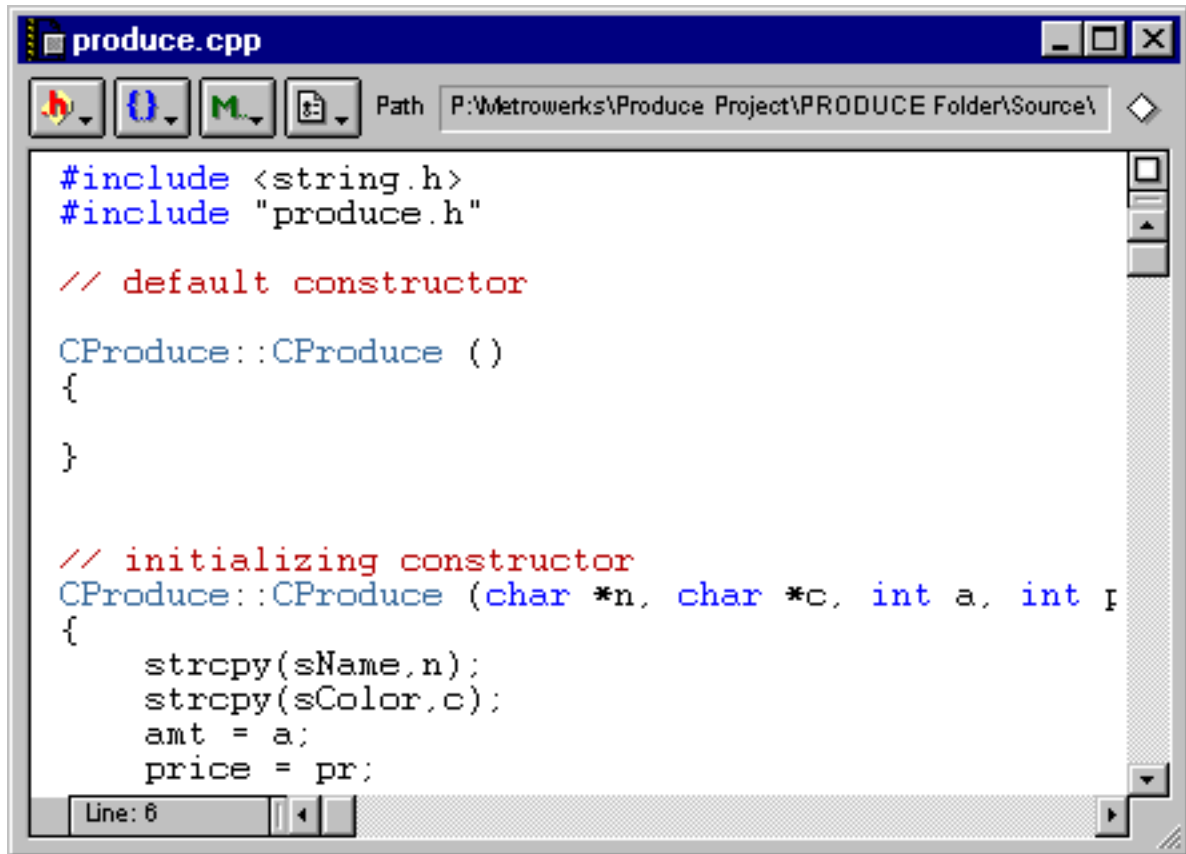 produce.cpp
h {} M.. Path P:\Metrowerks\Produce Project\PRODUCE Folder\Source\
#include <string.h>
#include "produce.h"
// default constructor
CProduce::CProduce ()
{
}
// initializing constructor
CProduce::CProduce (char *n, char *c, int a, int
{
strcpy(sName,n);
strcpy(sColor,c);
amt = a;
price = pr;
Line: 6